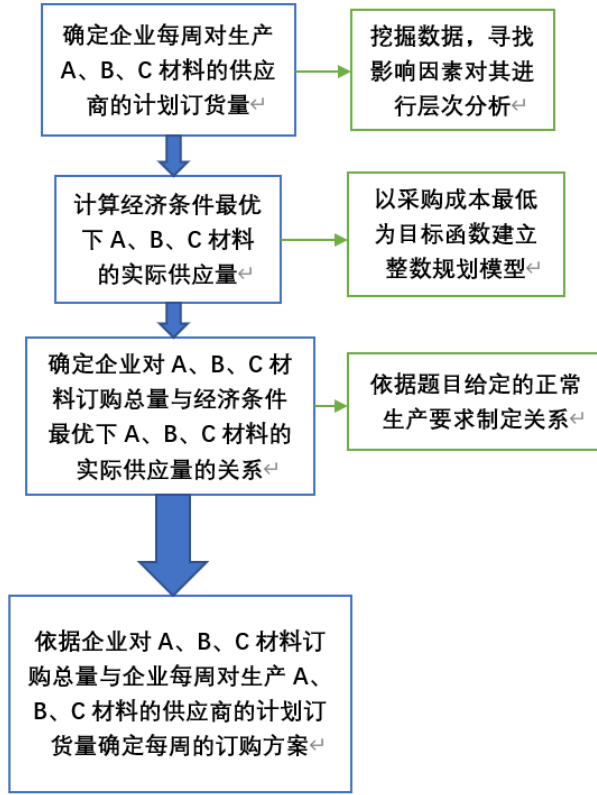 确定企业每周对生产
A、B、C 材料的供应
商的计划订货量↵
挖掘数据，寻找
影响因素对其进
行层次分析↵
计算经济条件最优
下 A、B、C 材料
的实际供应量↵
以采购成本最低
为目标函数建立
整数规划模型↵
确定企业对 A、B、C 材
料订购总量与经济条件
最优下 A、B、C 材料的
实际供应量的关系↵
依据题目给定的正常
生产要求制定关系↵
依据企业对 A、B、C 材料订
购总量与企业每周对生产 A、
B、C 材料的供应商的计划订
货量确定每周的订购方案↵